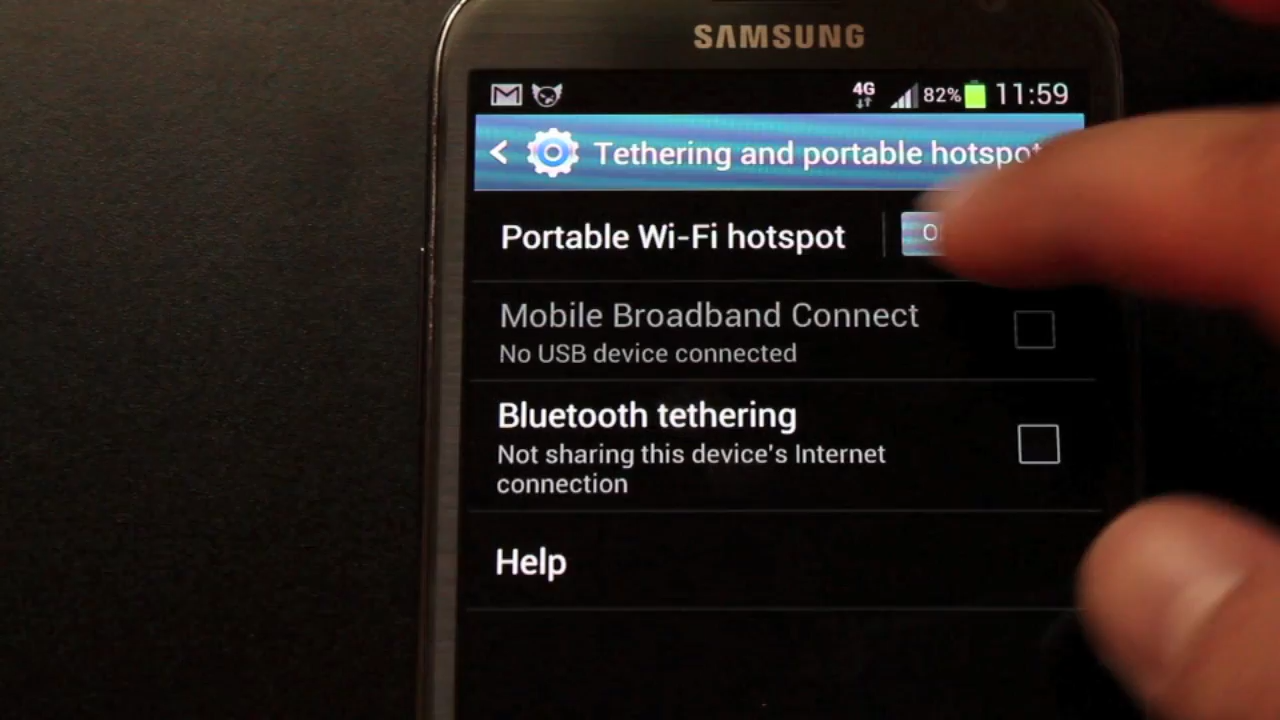 SAMSUNG
4G 82% 11:59
< Tethering and portable hotspot
Portable Wi-Fi hotspot
Mobile Broadband Connect
No USB device connected
Bluetooth tethering
Not sharing this device's Internet
connection
Help